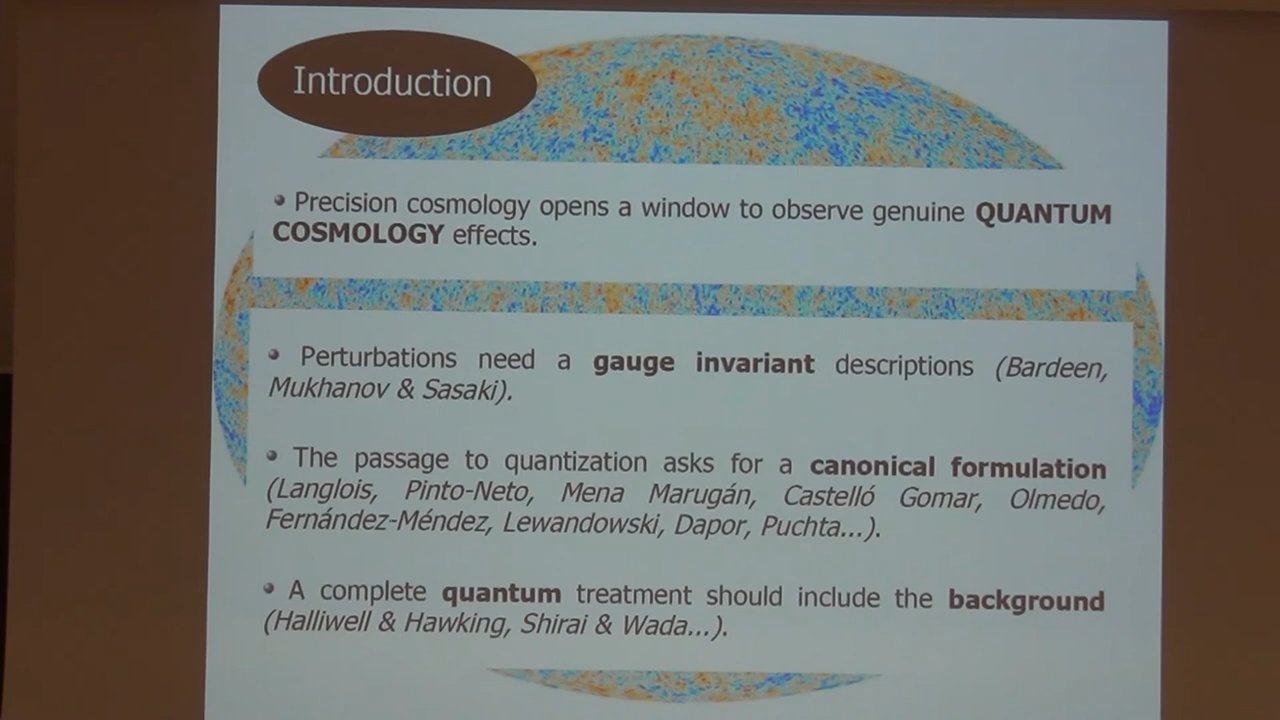 Introduction
• Precision cosmology opens a window to observe genuine QUANTUM
COSMOLOGY effects.
• Perturbations need a gauge invariant descriptions (Bardeen,
Mukhanov & Sasaki).
• The passage to quantization asks for a canonical formulation
(Langlois, Pinto-Neto, Mena Marugán, Castelló Gomar, Olmedo,
Fernández-Méndez, Lewandowski, Dapor, Puchta...).
• A complete quantum treatment should include the background
(Halliwell & Hawking, Shirai & Wada...).